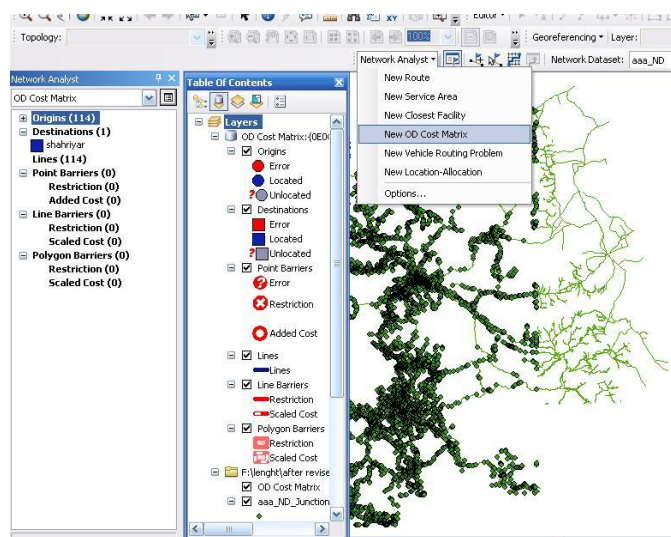 Editor
Topology:
100%
Georeferencing
Layer:
Network Analyst
Network Dataset:
aaa_ND
Network Analyst
OD Cost Matrix
Origins (114)
Destinations (1)
shahriyar
Lines (114)
Point Barriers (0)
Restriction (0)
Added Cost (0)
Line Barriers (0)
Restriction (0)
Scaled Cost (0)
Polygon Barriers (0)
Restriction (0)
Scaled Cost (0)
Table Of Contents
Layers
OD Cost Matrix:{0E0
Origins
Error
Located
?Unlocated
Destinations
Error
Located
?Unlocated
Point Barriers
Error
Restriction
Added Cost
Lines
Lines
Line Barriers
Restriction
Scaled Cost
Polygon Barriers
Restriction
Scaled Cost
F:\lenght\after revise
OD Cost Matrix
aaa_ND_Junction
New Route
New Service Area
New Closest Facility
New OD Cost Matrix
New Vehicle Routing Problem
New Location-Allocation
Options...